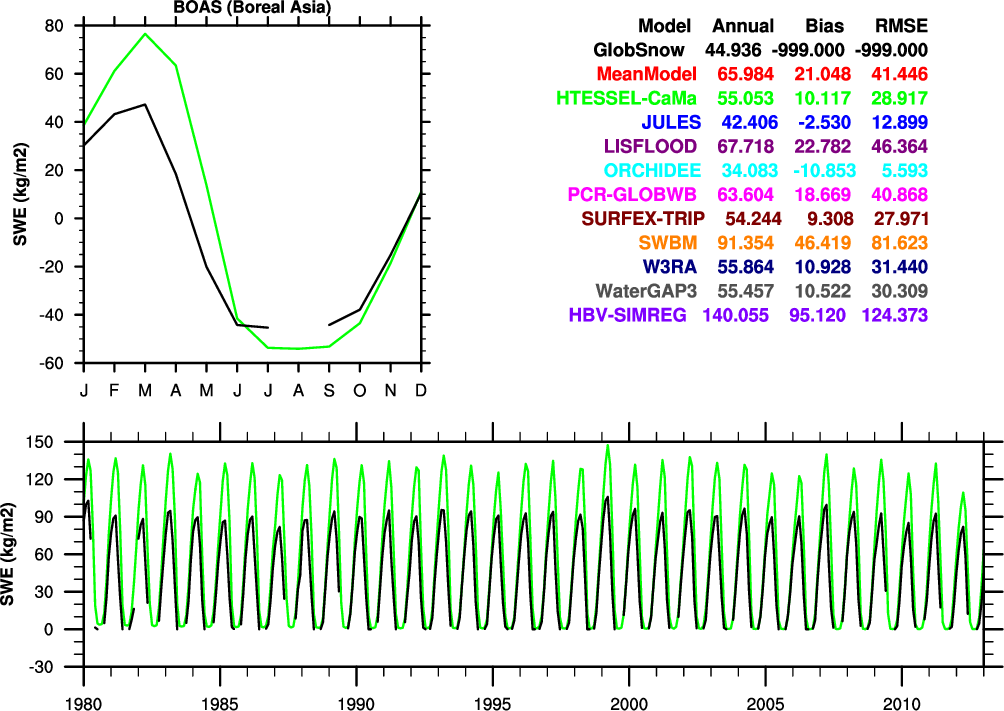 BOAS (Boreal Asia)
80
60
40
20
0
-20
-40
-60
SWE (kg/m2)
J F M A M J J A S O N D
Model Annual Bias RMSE
GlobSnow 44.936 -999.000 -999.000
MeanModel 65.984 21.048 41.446
HTESSEL-CaMa 55.053 10.117 28.917
JULES 42.406 -2.530 12.899
LISFLOOD 67.718 22.782 46.364
ORCHIDEE 34.083 -10.853 5.593
PCR-GLOBWB 63.604 18.669 40.868
SURFEX-TRIP 54.244 9.308 27.971
SWBM 91.354 46.419 81.623
W3RA 55.864 10.928 31.440
WaterGAP3 55.457 10.522 30.309
HBV-SIMREG 140.055 95.120 124.373
150
120
90
60
30
0
-30
SWE (kg/m2)
1980 1985 1990 1995 2000 2005 2010